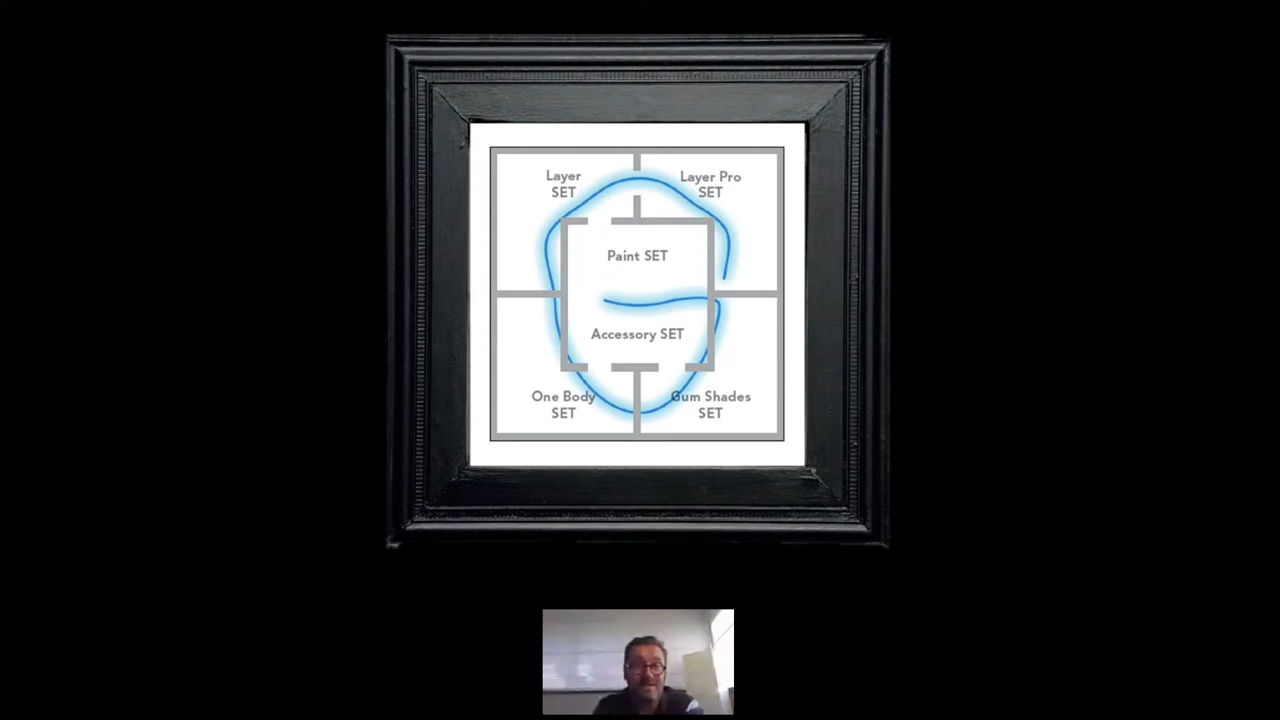 Layer
SET
Layer Pro
SET
Paint SET
Accessory SET
One Body
SET
Gum Shades
SET